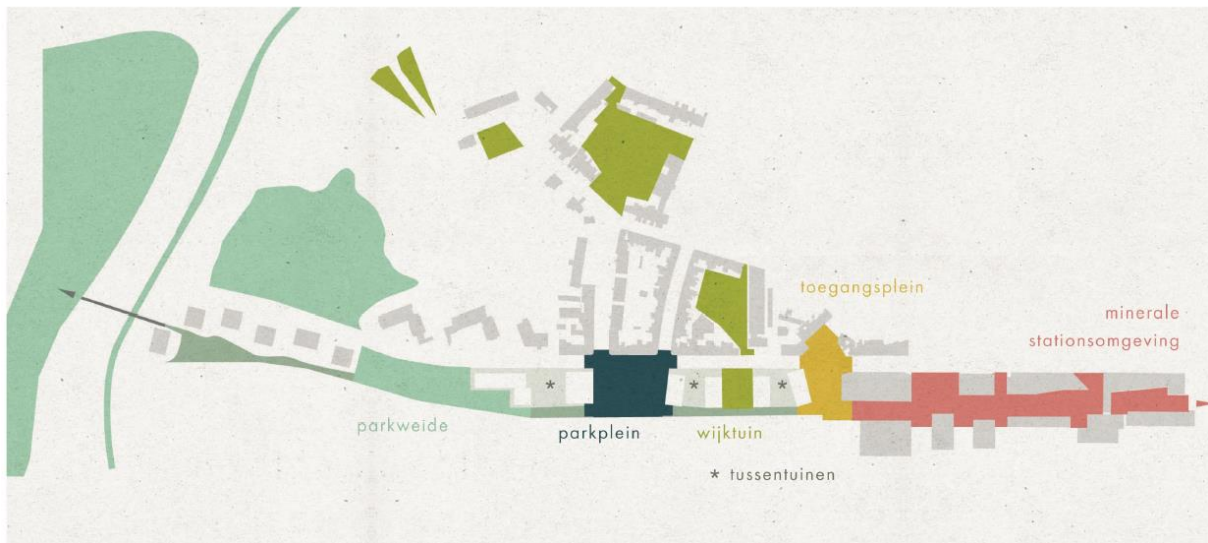 toegangsplein
minerale
stationsomgeving
parkweide
parkplein
wijktuin
* tussentuinen